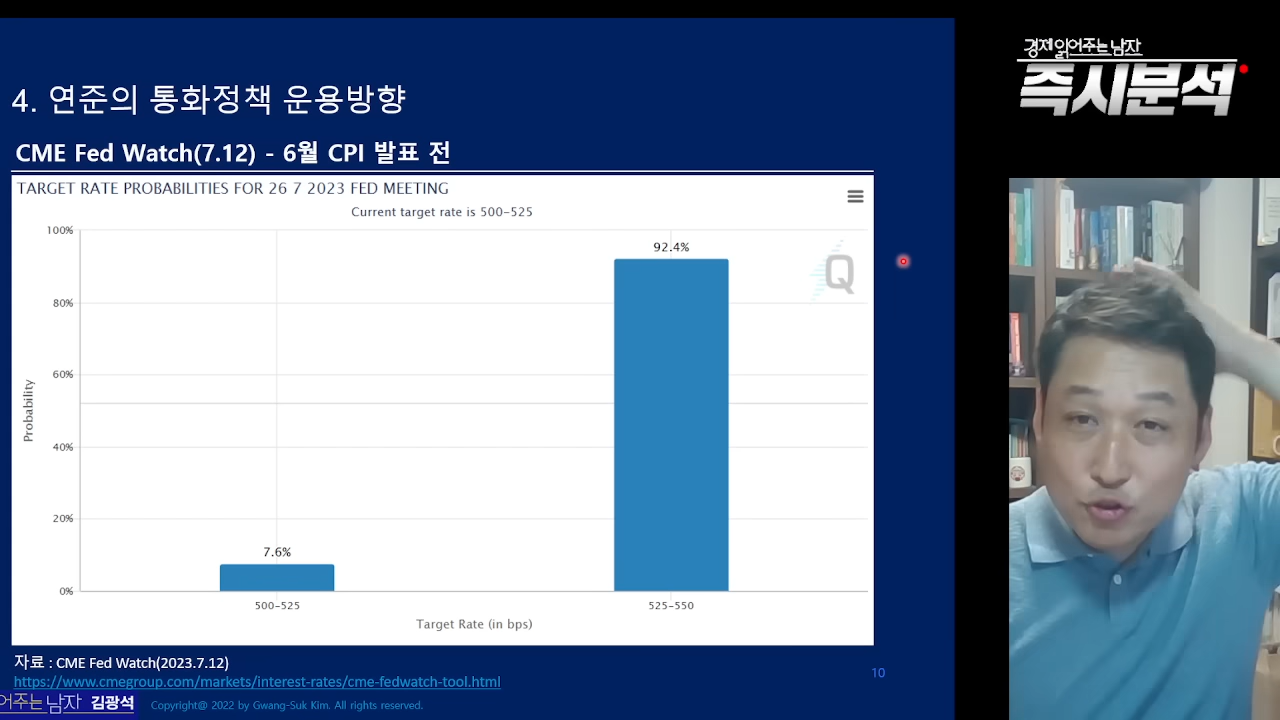 경제 읽어주는 남자
즉시분석
4. 연준의 통화정책 운용방향
CME Fed Watch(7.12) - 6월 CPI 발표 전
TARGET RATE PROBABILITIES FOR 26 7 2023 FED MEETING
Current target rate is 500-525
100%
92.4%
Q
80%
60%
Probability
40%
20%
7.6%
0%
500-525
525-550
Target Rate (in bps)
자료 : CME Fed Watch(2023.7.12)
https://www.cmegroup.com/markets/interest-rates/cme-fedwatch-tool.html
10
어주는 남자 김광석
Copyright@ 2022 by Gwang-Suk Kim. All rights reserved.